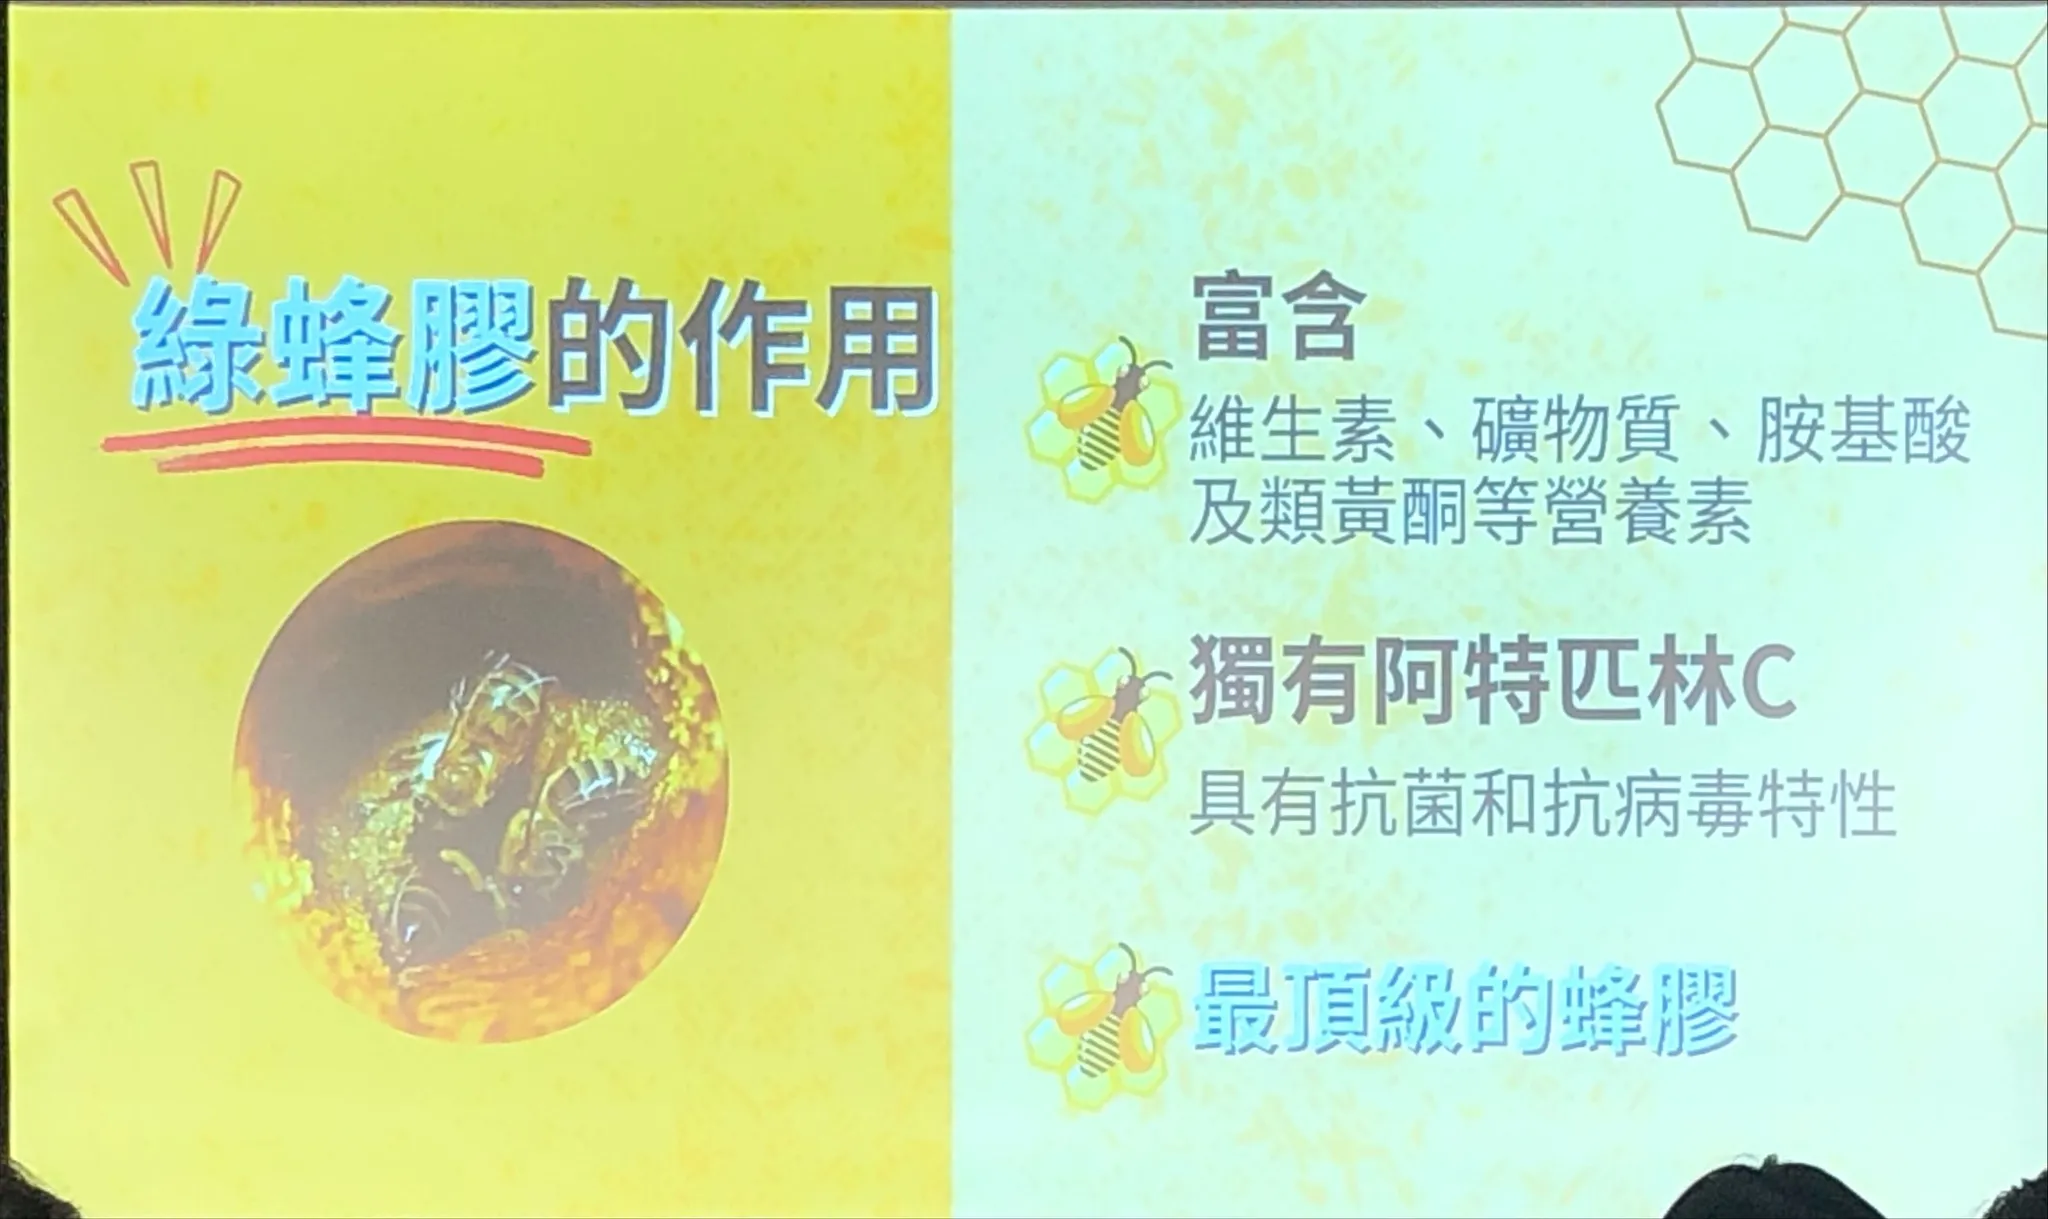 綠蜂膠的作用
富含
維生素、礦物質、胺基酸
及類黃酮等營養素
獨有阿特匹林C
具有抗菌和抗病毒特性
最頂級的蜂膠